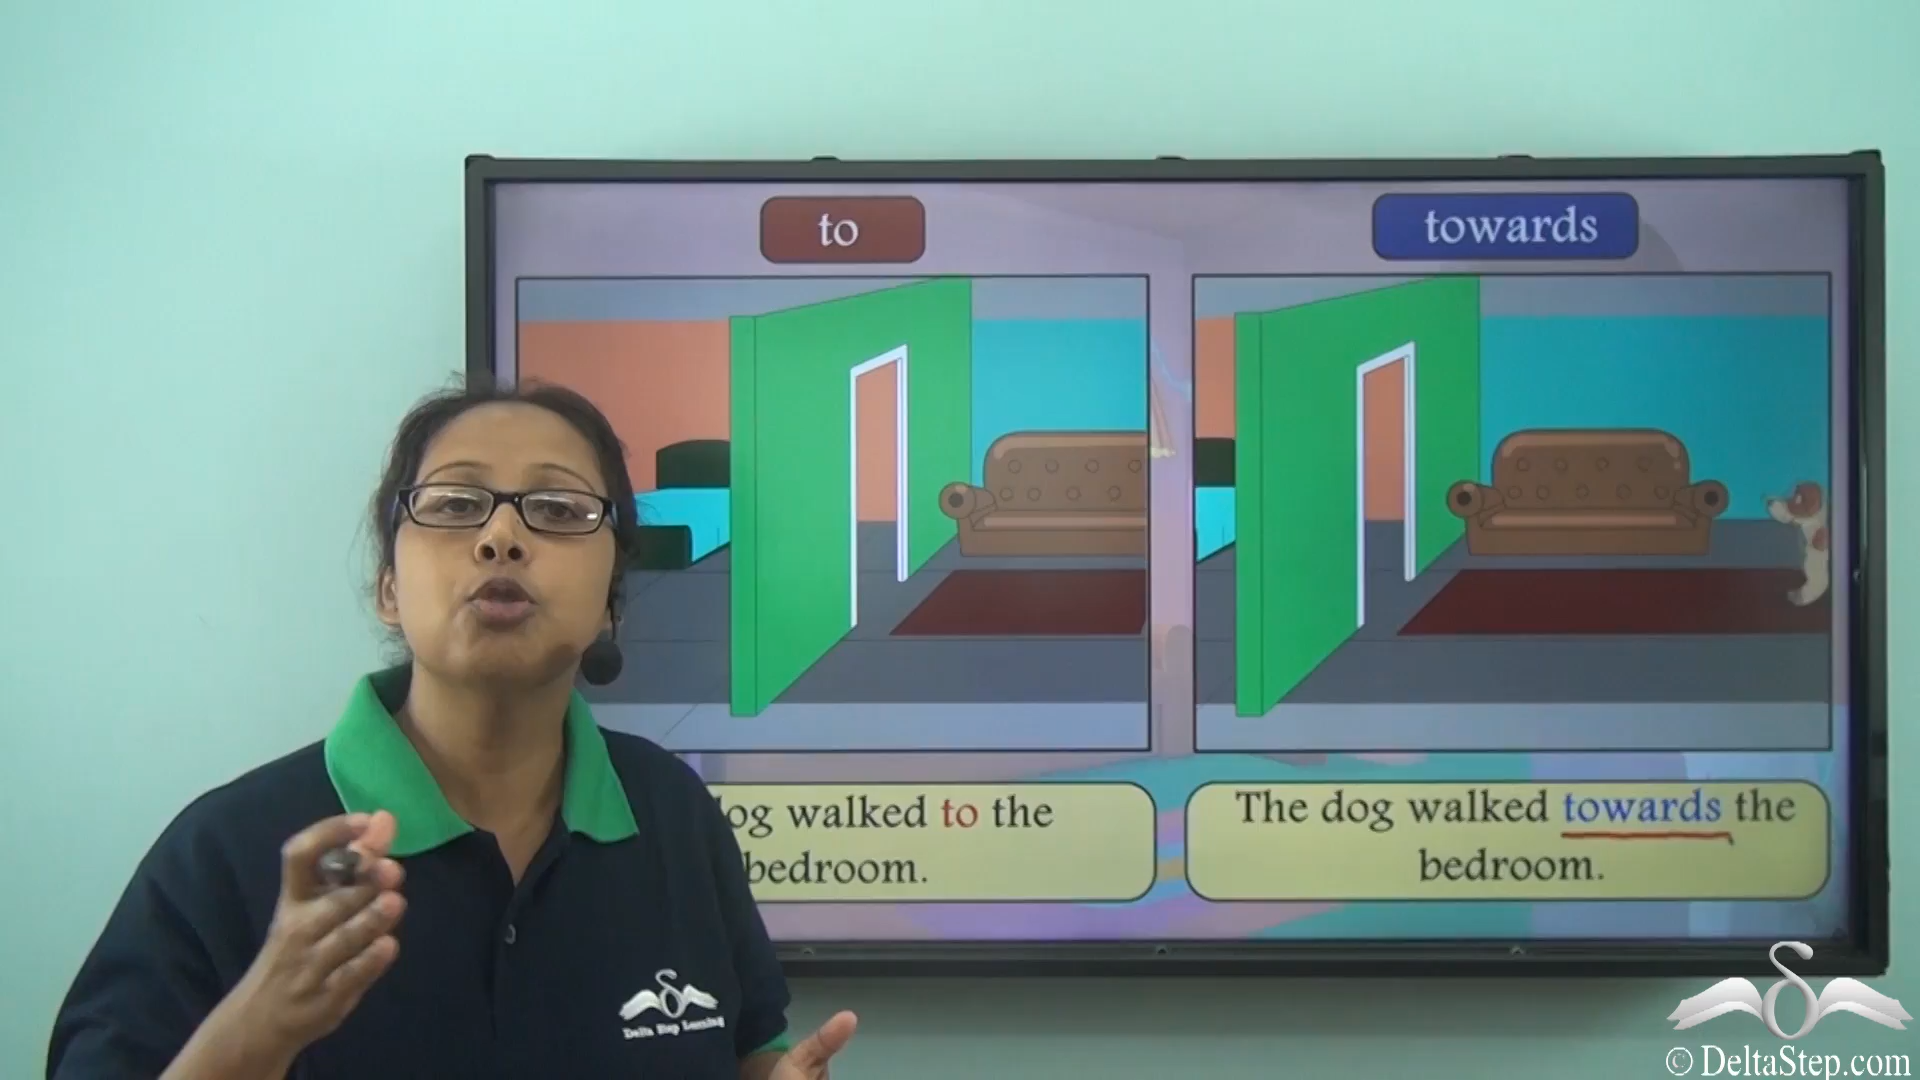 to
towards
og walked to the
bedroom.
The dog walked towards the
bedroom.
Delta Step Learning
© DeltaStep.com